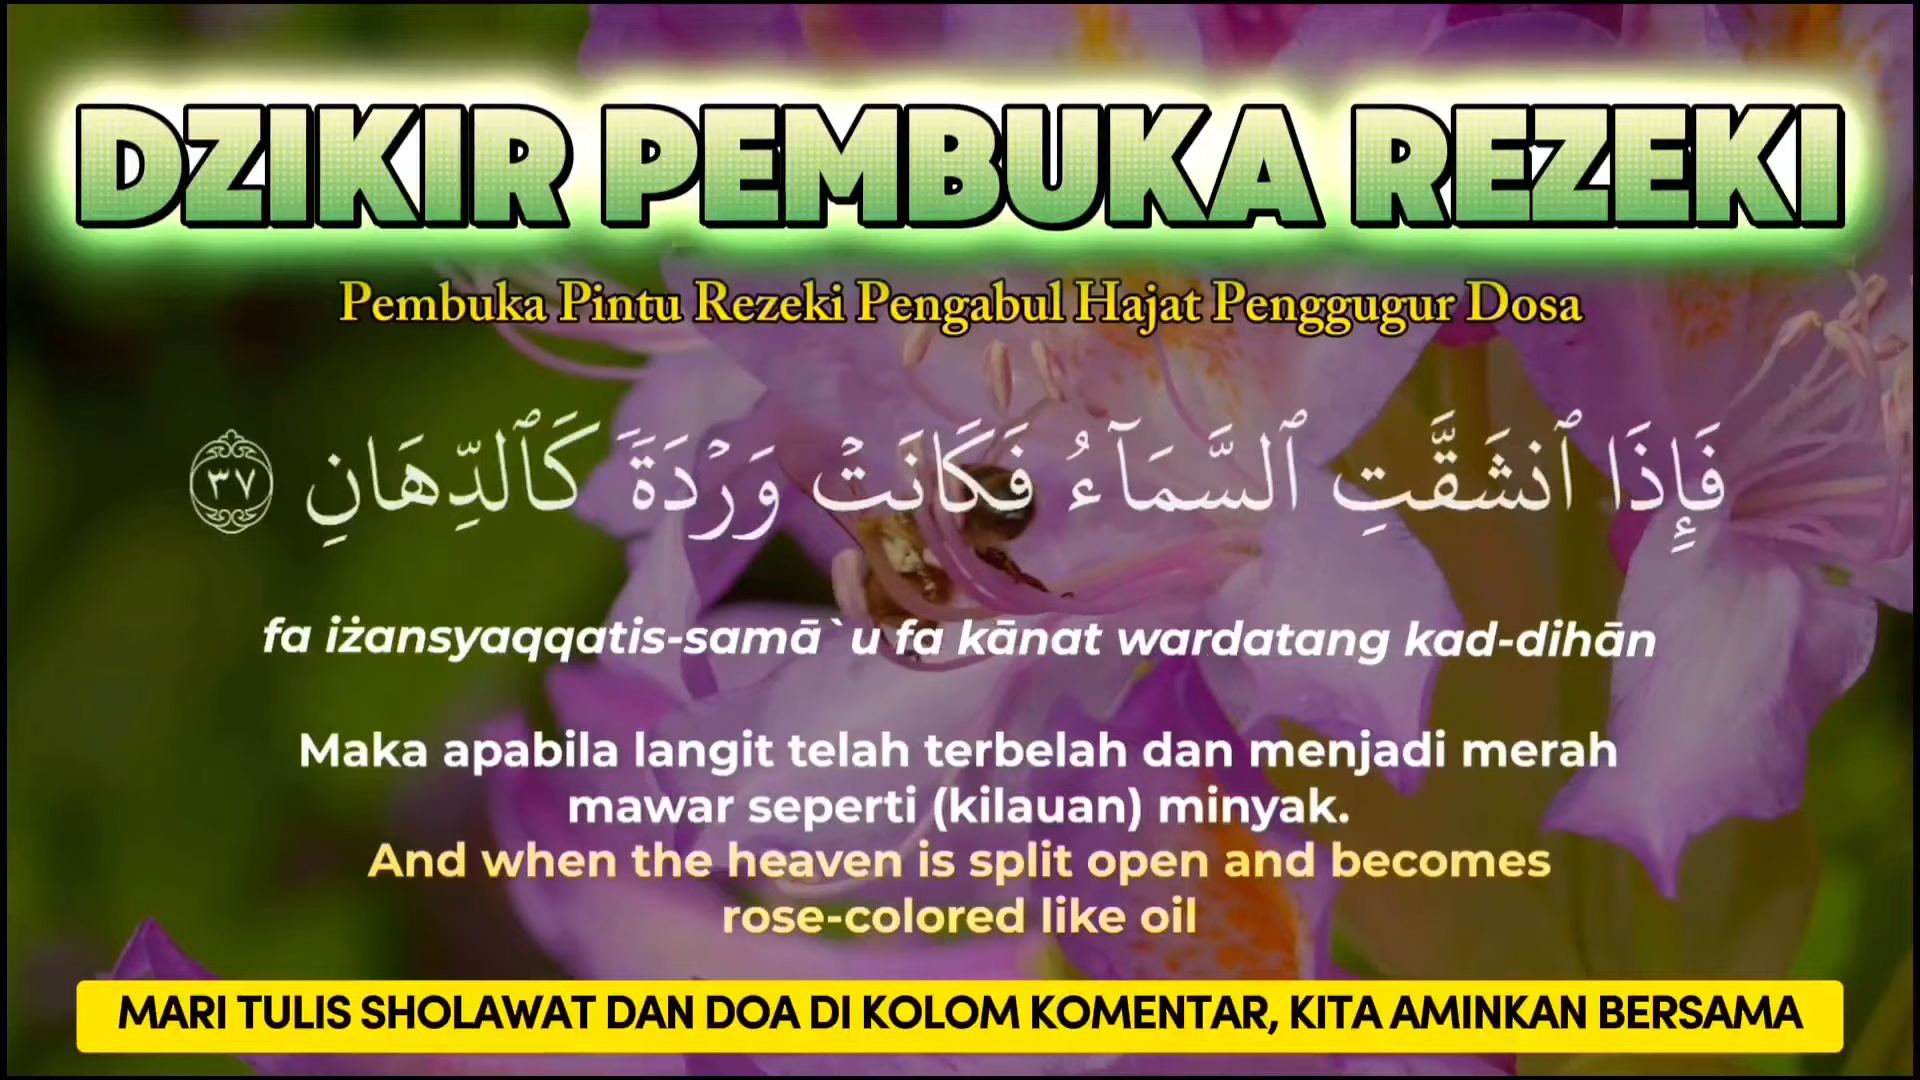 DZIKIR PEMBUKA REZEKI
Pembuka Pintu Rezeki Pengabul Hajat Penggugur Dosa
فَإِذَا ٱنشَقَّتِ ٱلسَّمَآءُ فَكَانَتْ وَرْدَةً كَٱلدِّهَانِ ٣٧
fa iżansyaqqatis-samā`u fa kānat wardatang kad-dihān
Maka apabila langit telah terbelah dan menjadi merah
mawar seperti (kilauan) minyak.
And when the heaven is split open and becomes
rose-colored like oil
MARI TULIS SHOLAWAT DAN DOA DI KOLOM KOMENTAR, KITA AMINKAN BERSAMA